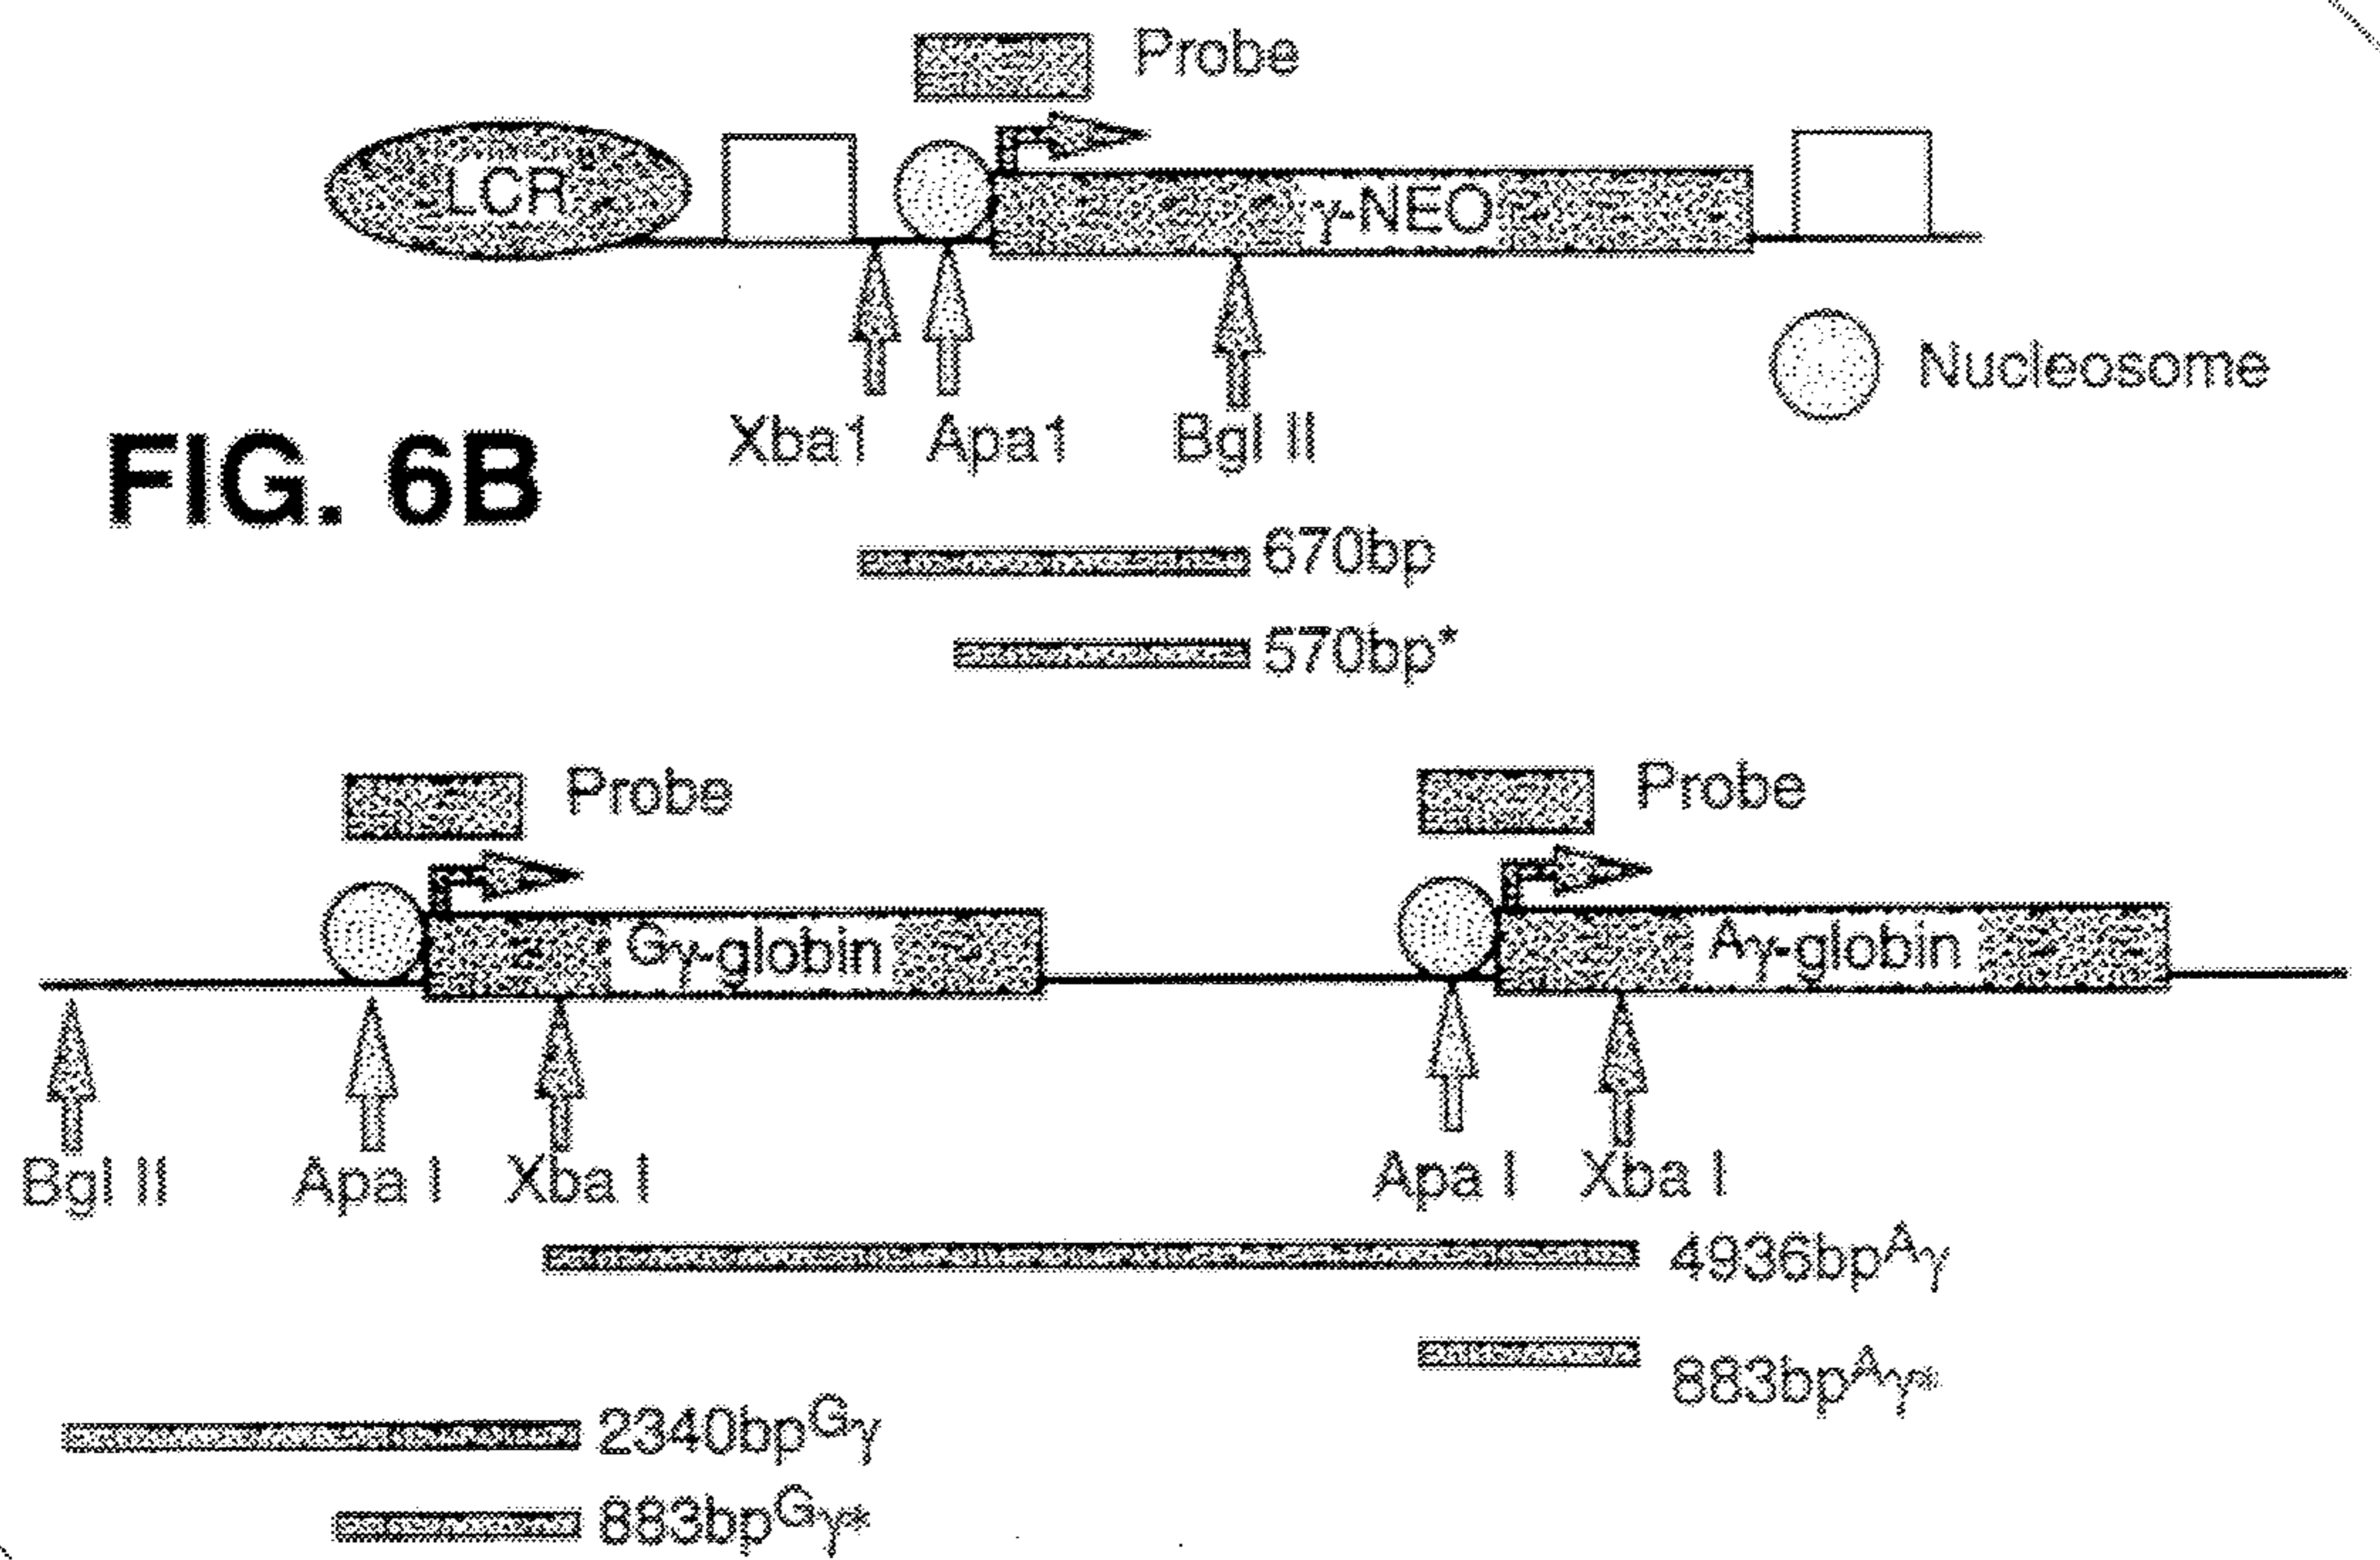 Probe
LCR
γ-NEO
Nucleosome
Xba1 Apa1 Bgl II
FIG. 6B
670bp
570bp*
Probe Probe
Gγ-globin Aγ-globin
Bgl II Apa I Xba I Apa I Xba I
4936bpAγ
883bpAγ*
2340bpGγ
883bpGγ*